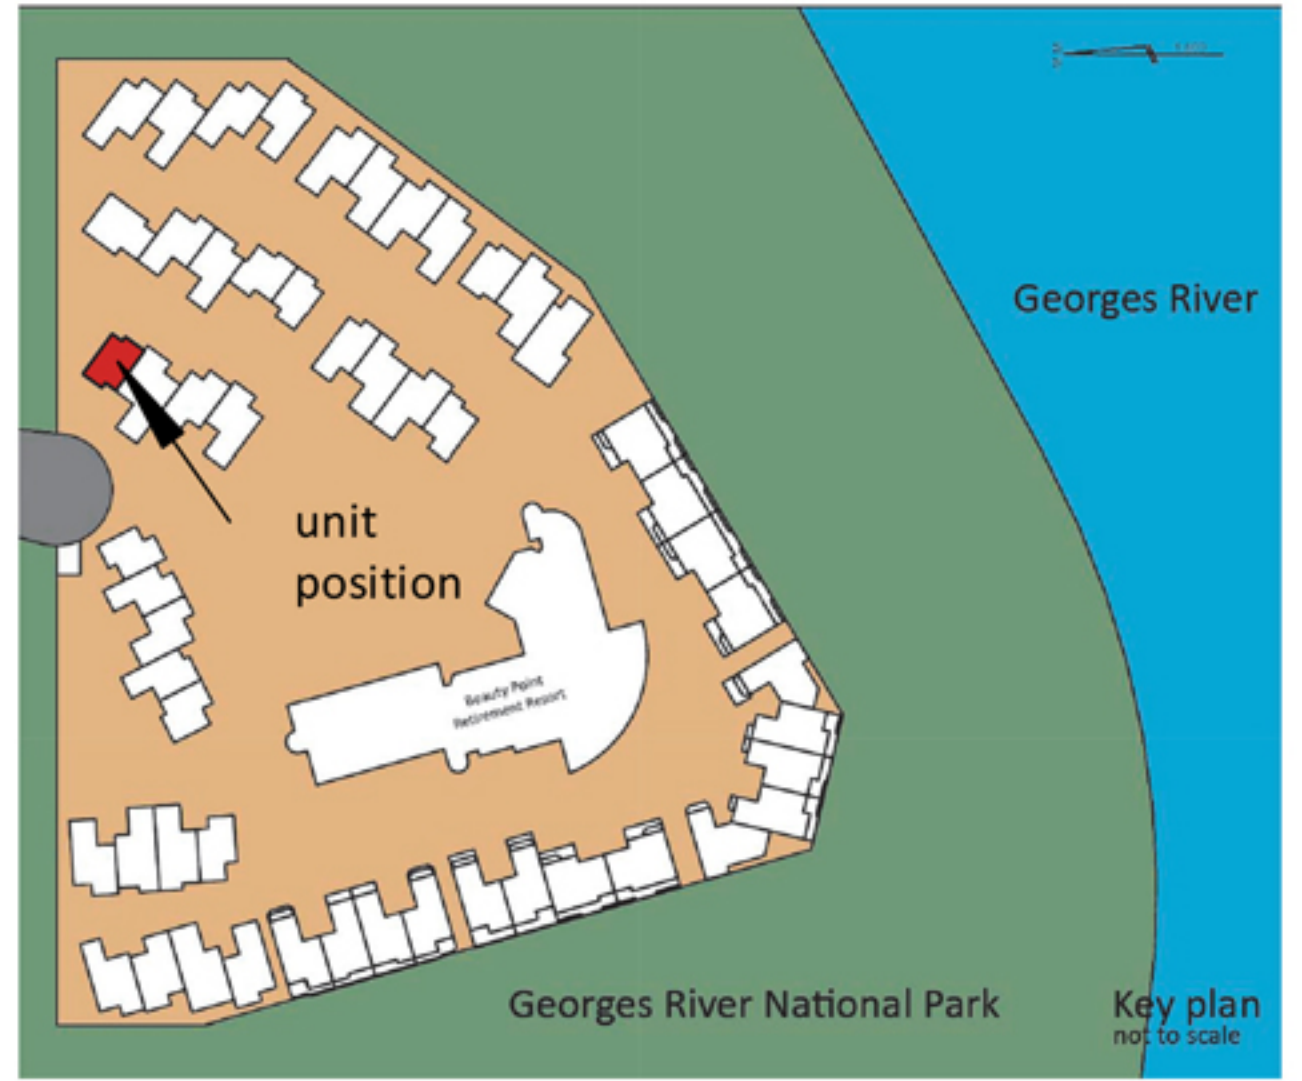 Georges River
unit
position
Beauty Point
Retirement Resort
Georges River National Park
Key plan
not to scale